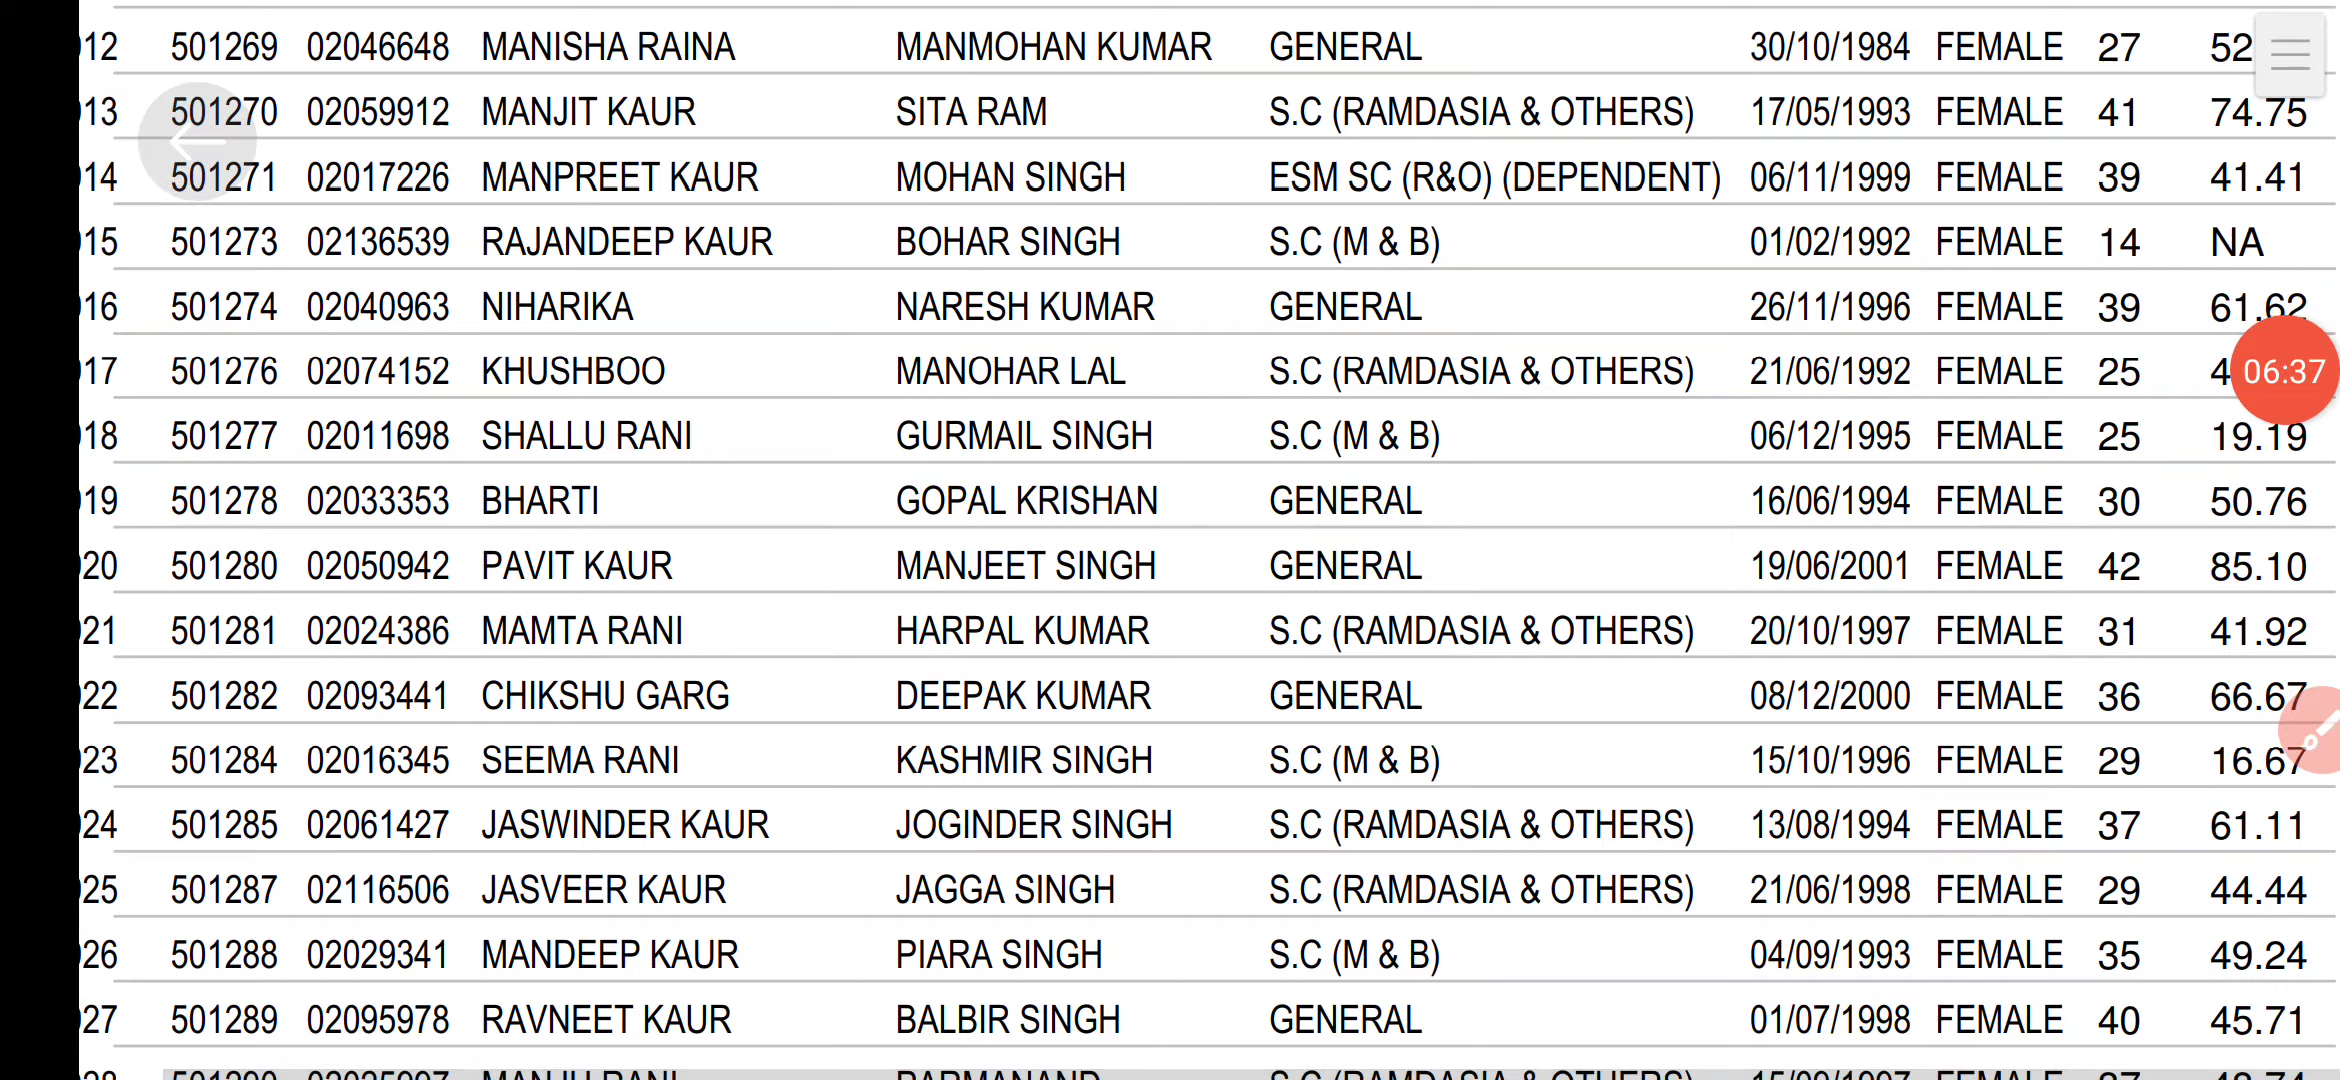 12 501269 02046648 MANISHA RAINA MANMOHAN KUMAR GENERAL 30/10/1984 FEMALE 27 52
13 501270 02059912 MANJIT KAUR SITA RAM S.C (RAMDASIA & OTHERS) 17/05/1993 FEMALE 41 74.75
14 501271 02017226 MANPREET KAUR MOHAN SINGH ESM SC (R&O) (DEPENDENT) 06/11/1999 FEMALE 39 41.41
15 501273 02136539 RAJANDEEP KAUR BOHAR SINGH S.C (M & B) 01/02/1992 FEMALE 14 NA
16 501274 02040963 NIHARIKA NARESH KUMAR GENERAL 26/11/1996 FEMALE 39 61.62
17 501276 02074152 KHUSHBOO MANOHAR LAL S.C (RAMDASIA & OTHERS) 21/06/1992 FEMALE 25 4 06:37
18 501277 02011698 SHALLU RANI GURMAIL SINGH S.C (M & B) 06/12/1995 FEMALE 25 19.19
19 501278 02033353 BHARTI GOPAL KRISHAN GENERAL 16/06/1994 FEMALE 30 50.76
20 501280 02050942 PAVIT KAUR MANJEET SINGH GENERAL 19/06/2001 FEMALE 42 85.10
21 501281 02024386 MAMTA RANI HARPAL KUMAR S.C (RAMDASIA & OTHERS) 20/10/1997 FEMALE 31 41.92
22 501282 02093441 CHIKSHU GARG DEEPAK KUMAR GENERAL 08/12/2000 FEMALE 36 66.67
23 501284 02016345 SEEMA RANI KASHMIR SINGH S.C (M & B) 15/10/1996 FEMALE 29 16.67
24 501285 02061427 JASWINDER KAUR JOGINDER SINGH S.C (RAMDASIA & OTHERS) 13/08/1994 FEMALE 37 61.11
25 501287 02116506 JASVEER KAUR JAGGA SINGH S.C (RAMDASIA & OTHERS) 21/06/1998 FEMALE 29 44.44
26 501288 02029341 MANDEEP KAUR PIARA SINGH S.C (M & B) 04/09/1993 FEMALE 35 49.24
27 501289 02095978 RAVNEET KAUR BALBIR SINGH GENERAL 01/07/1998 FEMALE 40 45.71